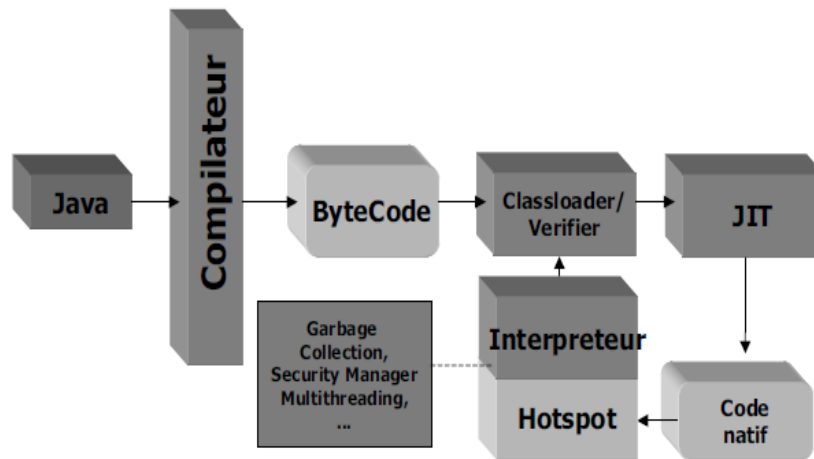 Java
Compilateur
ByteCode
Classloader/
Verifier
JIT
Garbage
Collection,
Security Manager
Multithreading,
...
Interpreteur
Hotspot
Code
natif